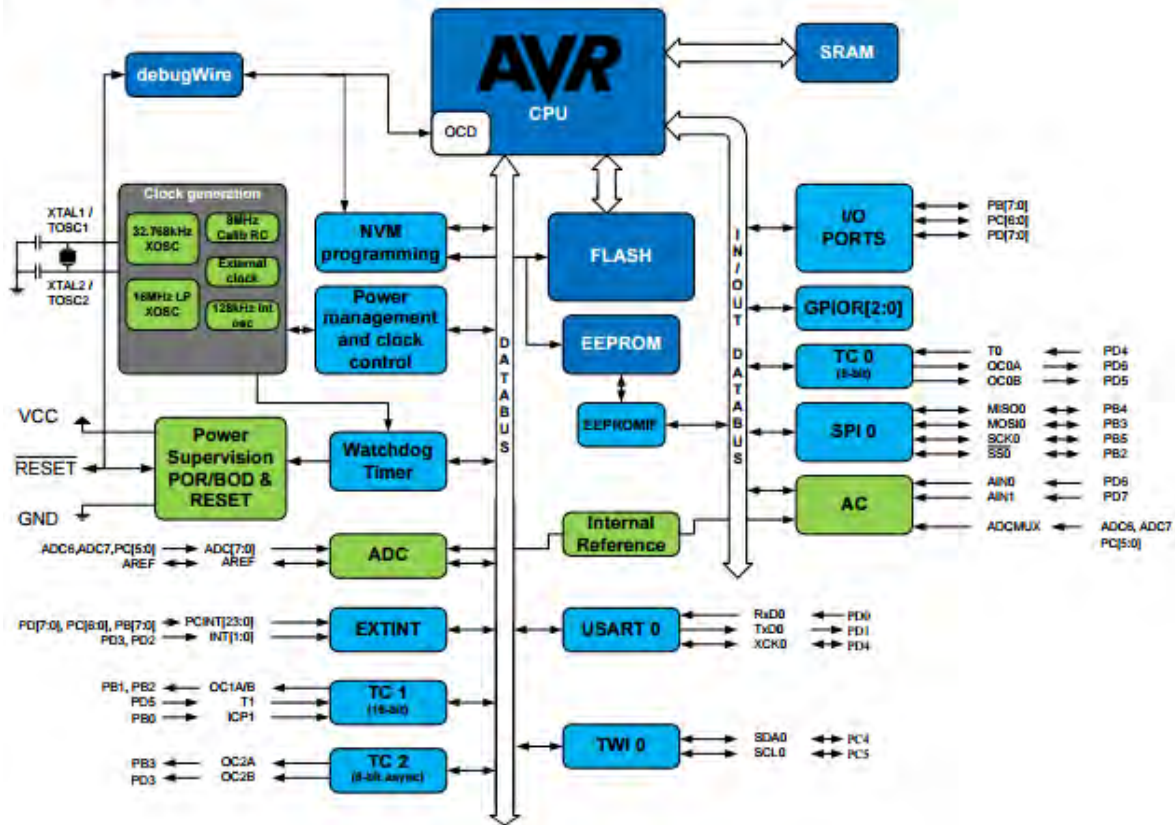 AVR
CPU
OCD
SRAM
debugWire
Clock generation
XTAL1 /
TOSC1
32.768kHz
XOSC
8MHz
Calib RC
External
clock
XTAL2 /
TOSC2
16MHz LP
XOSC
128kHz int
osc
NVM
programming
FLASH
Power
management
and clock
control
EEPROM
EEPROMIF
DATABUS
IN/OUT DATABUS
I/O
PORTS
PB[7:0]
PC[6:0]
PD[7:0]
GPIOR[2:0]
TC 0
(8-bit)
T0 PD4
OC0A PD6
OC0B PD5
SPI 0
MISO0 PB4
MOSI0 PB3
SCK0 PB5
SS0 PB2
AC
AIN0 PD6
AIN1 PD7
ADCMUX ADC6, ADC7
PC[5:0]
VCC
RESET
GND
Power
Supervision
POR/BOD &
RESET
Watchdog
Timer
Internal
Reference
ADC6,ADC7,PC[5:0] ADC[7:0]
AREF AREF
ADC
PD[7:0], PC[6:0], PB[7:0] PCINT[23:0]
PD3, PD2 INT[1:0]
EXTINT
USART 0
RxD0 PD0
TxD0 PD1
XCK0 PD4
PB1, PB2 OC1A/B
PD5 T1
PB0 ICP1
TC 1
(16-bit)
TWI 0
SDA0 PC4
SCL0 PC5
PB3 OC2A
PD3 OC2B
TC 2
(8-bit async)